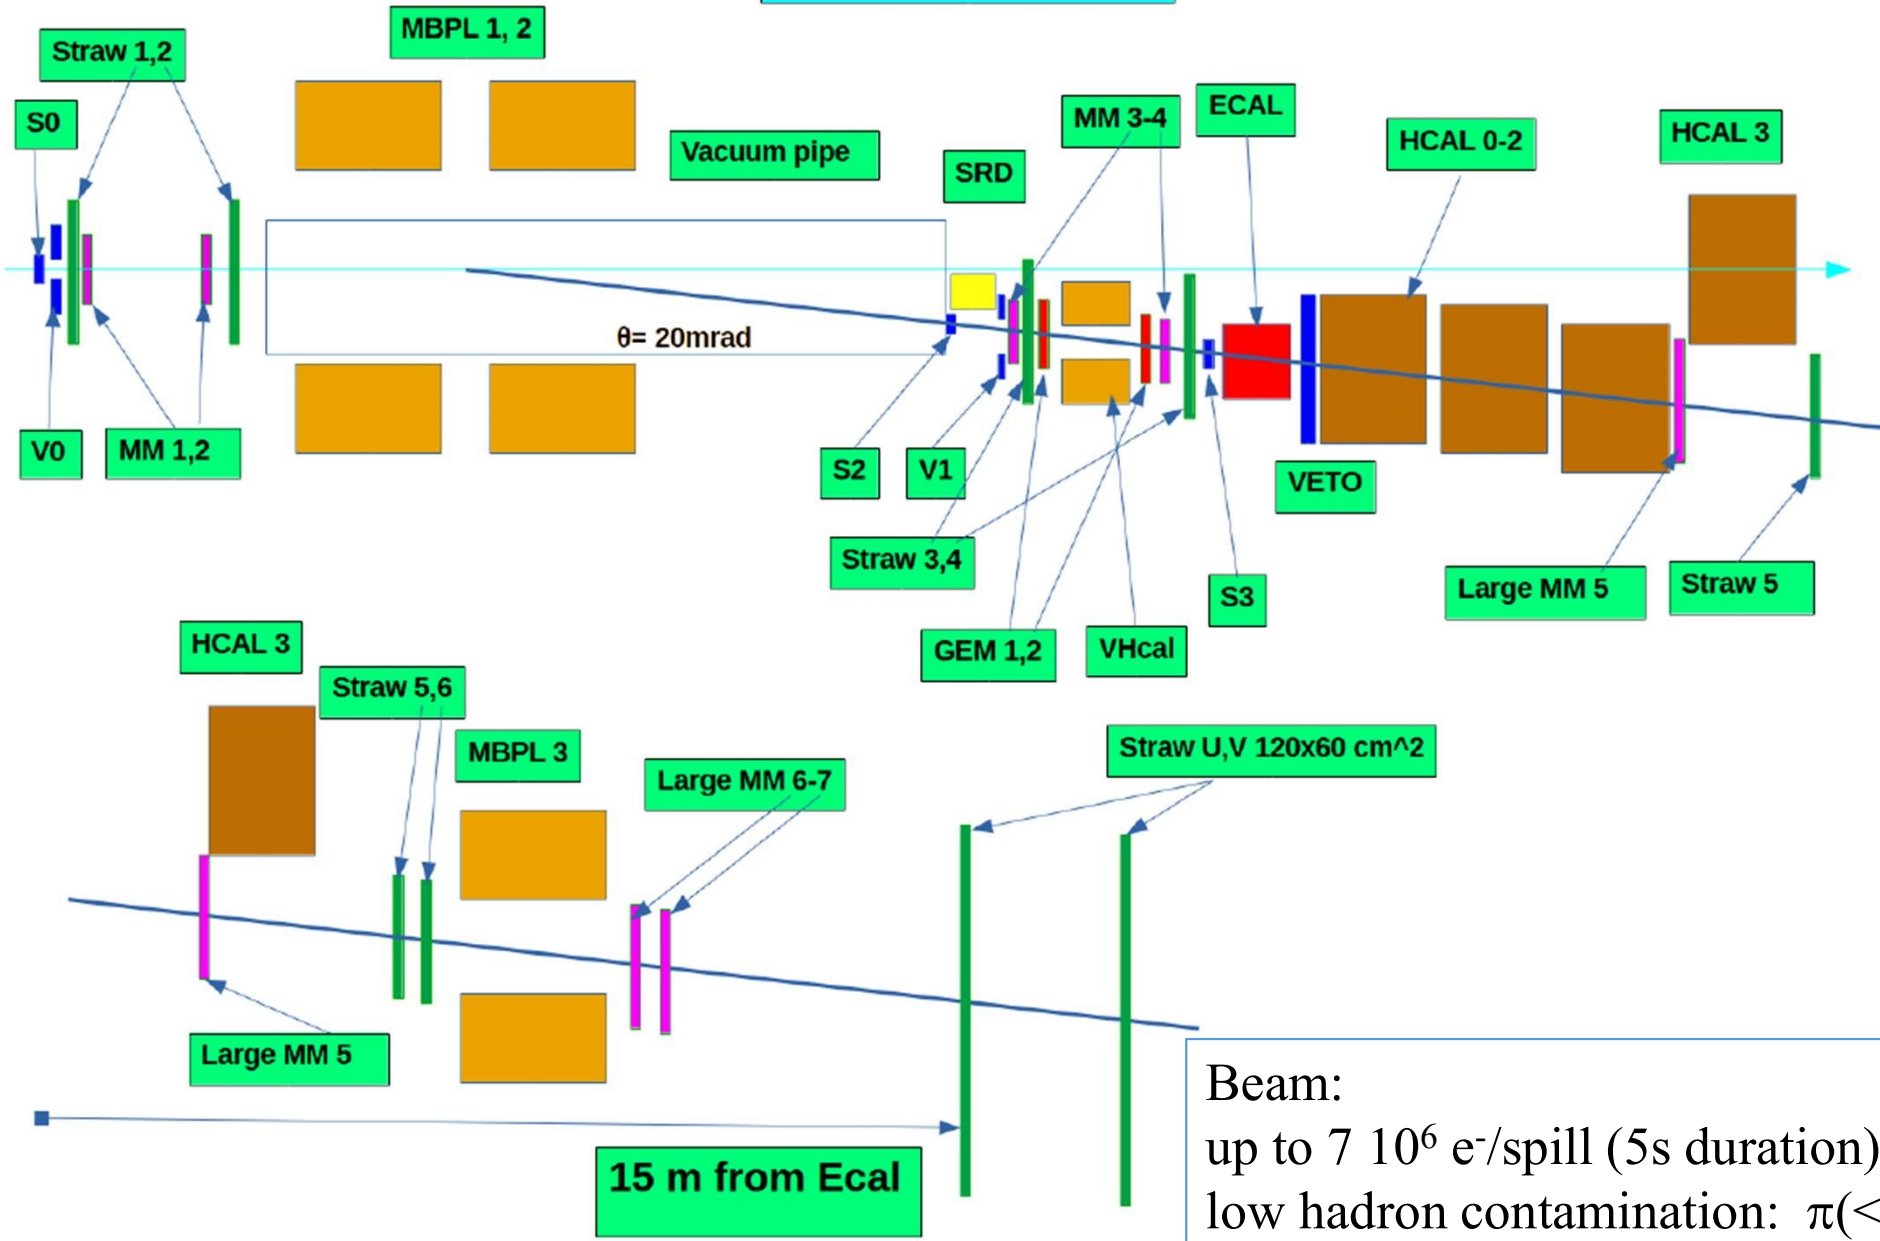 MBPL 1, 2
Straw 1,2
S0
MM 3-4
ECAL
HCAL 0-2
HCAL 3
Vacuum pipe
SRD
θ= 20mrad
V0
MM 1,2
S2
V1
VETO
Straw 3,4
S3
Large MM 5
Straw 5
GEM 1,2
VHcal
HCAL 3
Straw 5,6
MBPL 3
Large MM 6-7
Straw U,V 120x60 cm^2
Large MM 5
15 m from Ecal
Beam:
up to 7 10⁶ e⁻/spill (5s duration)
low hadron contamination: π(<